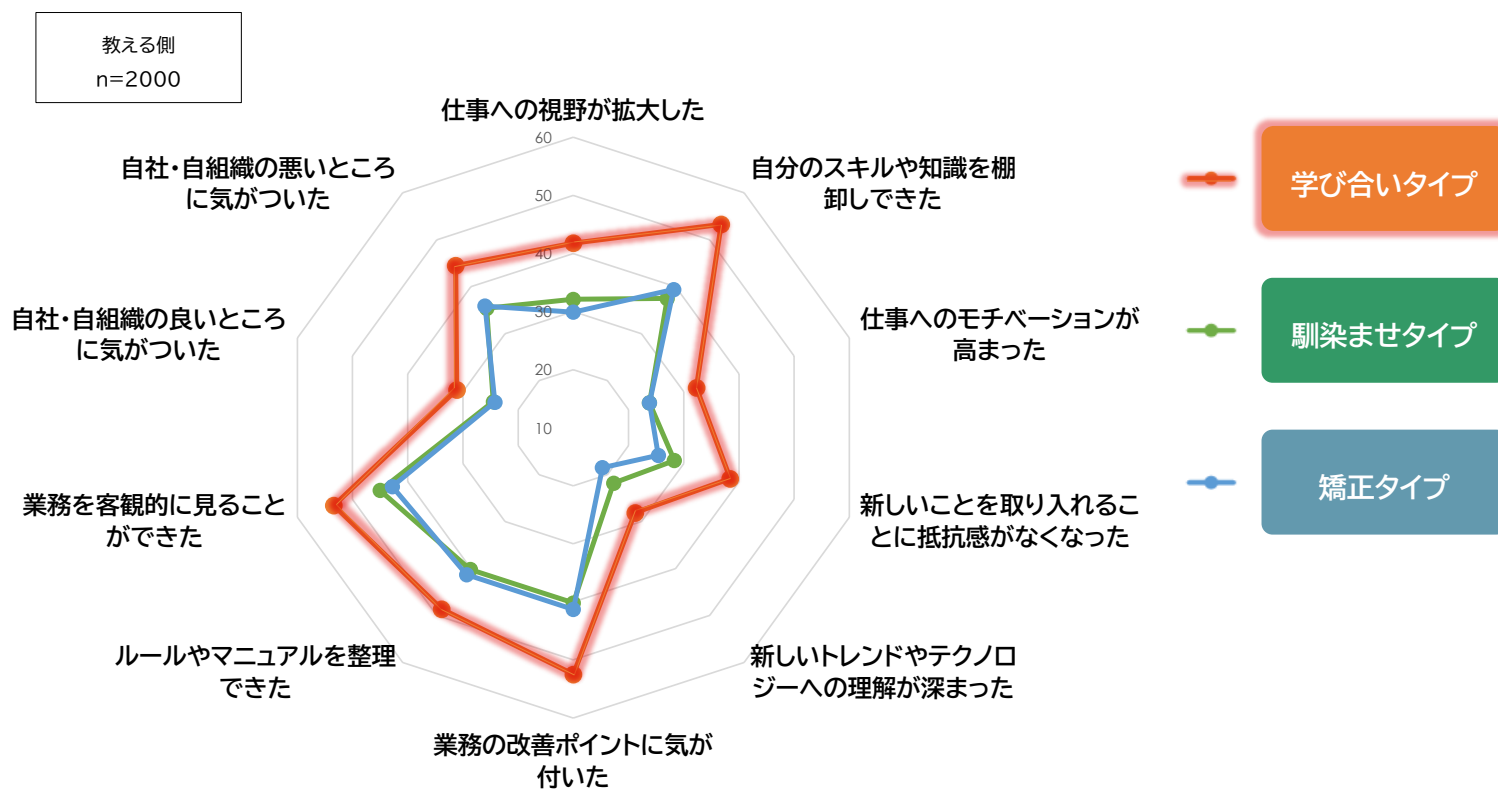 教える側
n=2000
仕事への視野が拡大した
自分のスキルや知識を棚
卸しできた
仕事へのモチベーションが
高まった
新しいことを取り入れるこ
とに抵抗感がなくなった
新しいトレンドやテクノロ
ジーへの理解が深まった
業務の改善ポイントに気が
付いた
ルールやマニュアルを整理
できた
業務を客観的に見ること
ができた
自社・自組織の良いところ
に気がついた
自社・自組織の悪いところ
に気がついた
60
50
40
30
20
10
学び合いタイプ
馴染ませタイプ
矯正タイプ